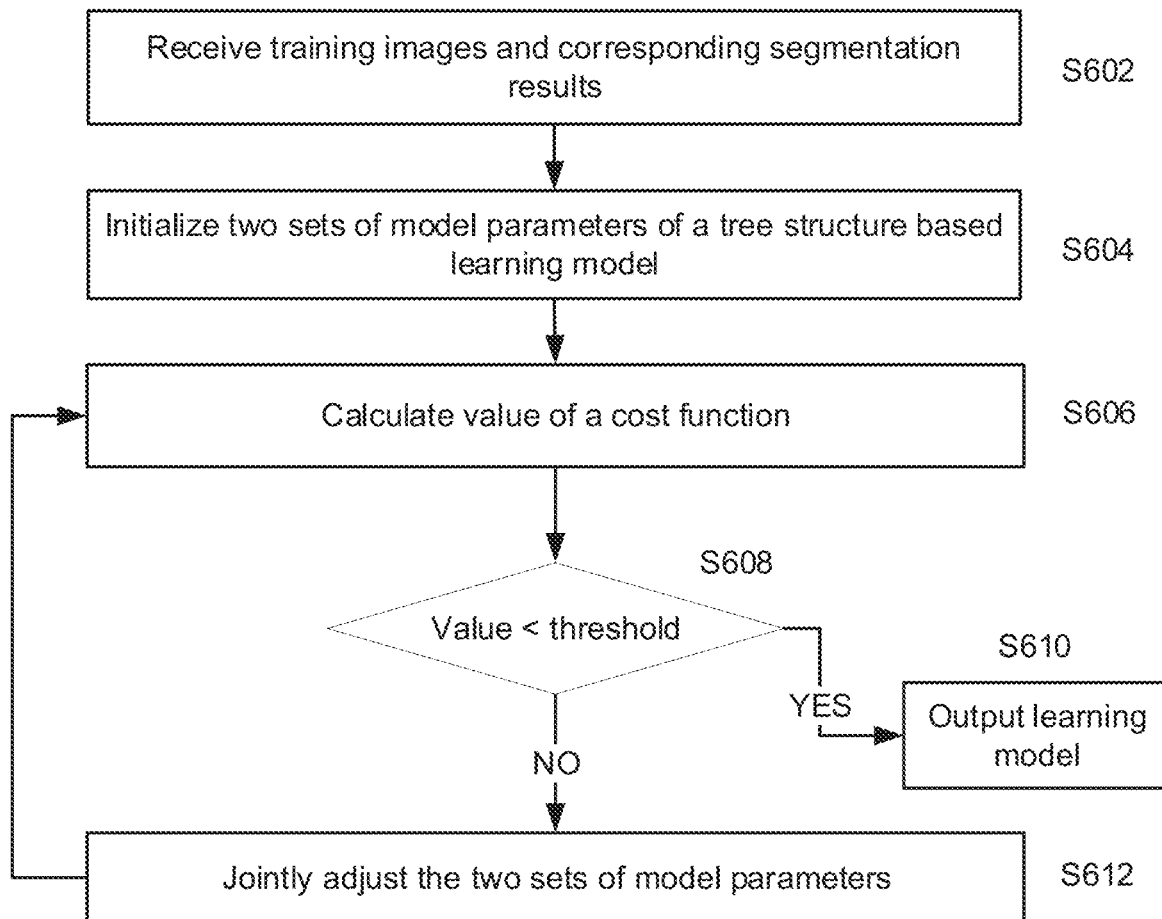 Receive training images and corresponding segmentation
results
S602
Initialize two sets of model parameters of a tree structure based
learning model
S604
Calculate value of a cost function
S606
S608
Value < threshold
YES
S610
Output learning
model
NO
Jointly adjust the two sets of model parameters
S612